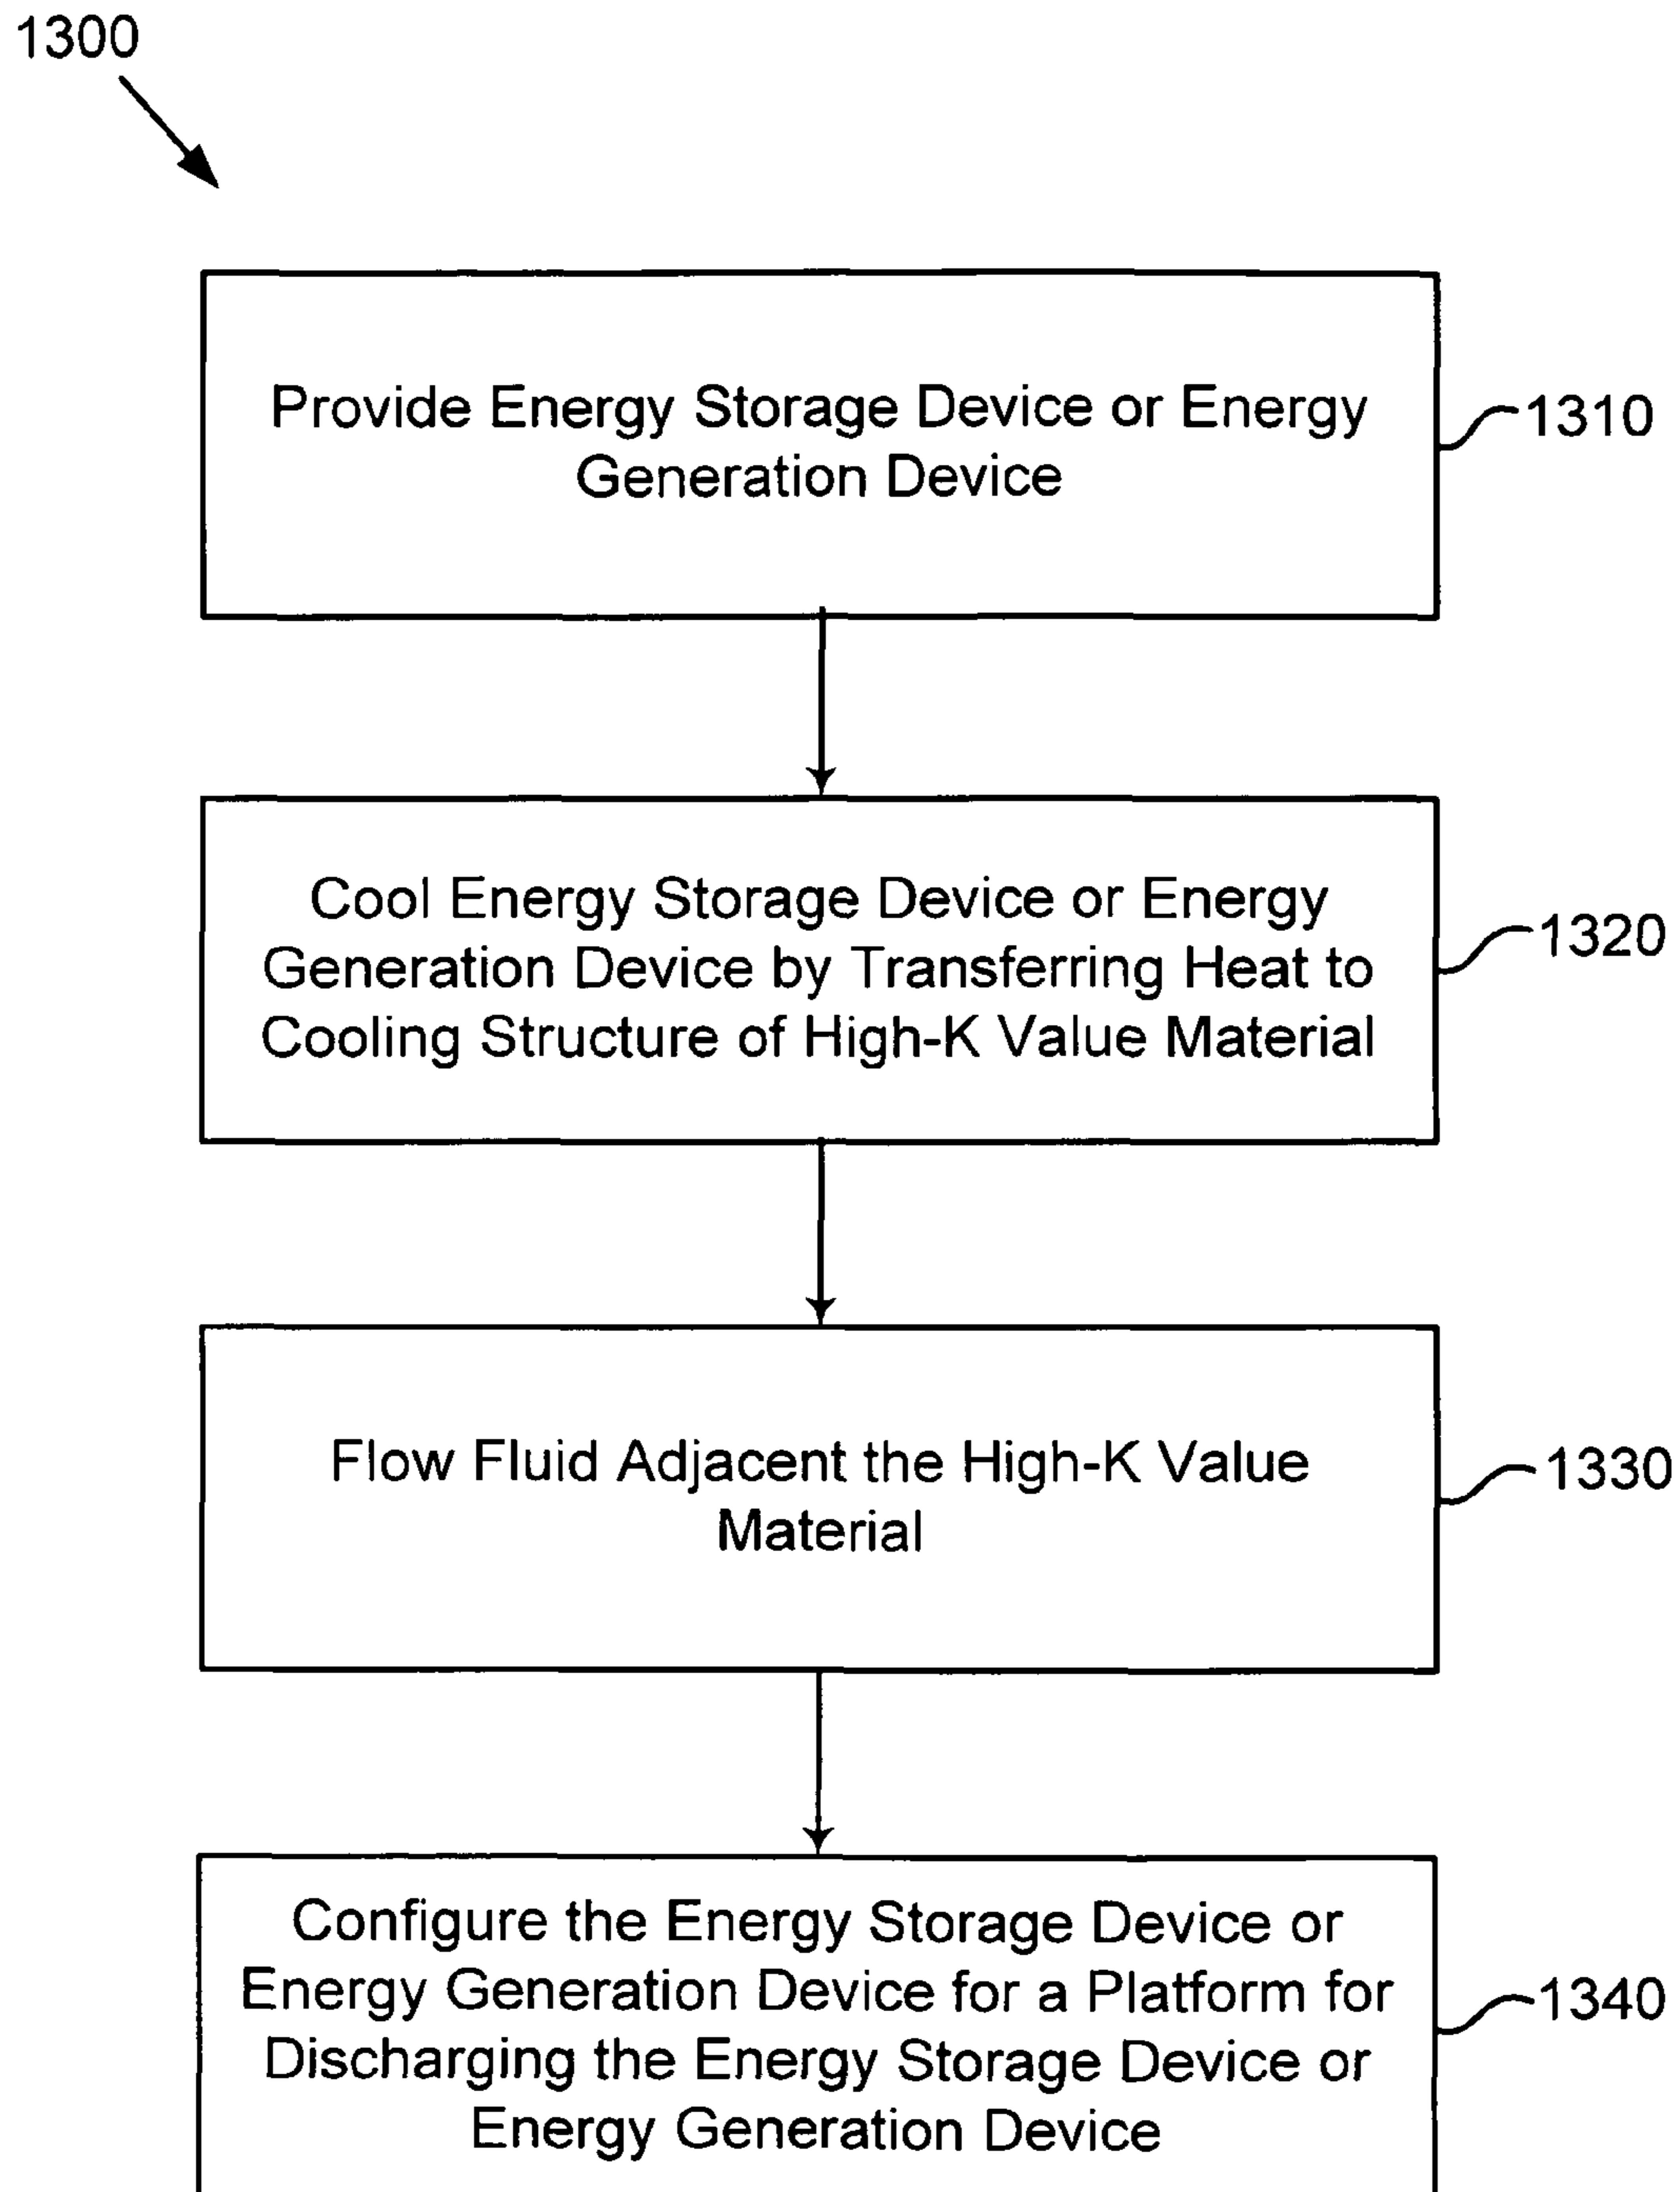 1300
Provide Energy Storage Device or Energy
Generation Device
1310
Cool Energy Storage Device or Energy
Generation Device by Transferring Heat to
Cooling Structure of High-K Value Material
1320
Flow Fluid Adjacent the High-K Value
Material
1330
Configure the Energy Storage Device or
Energy Generation Device for a Platform for
Discharging the Energy Storage Device or
Energy Generation Device
1340